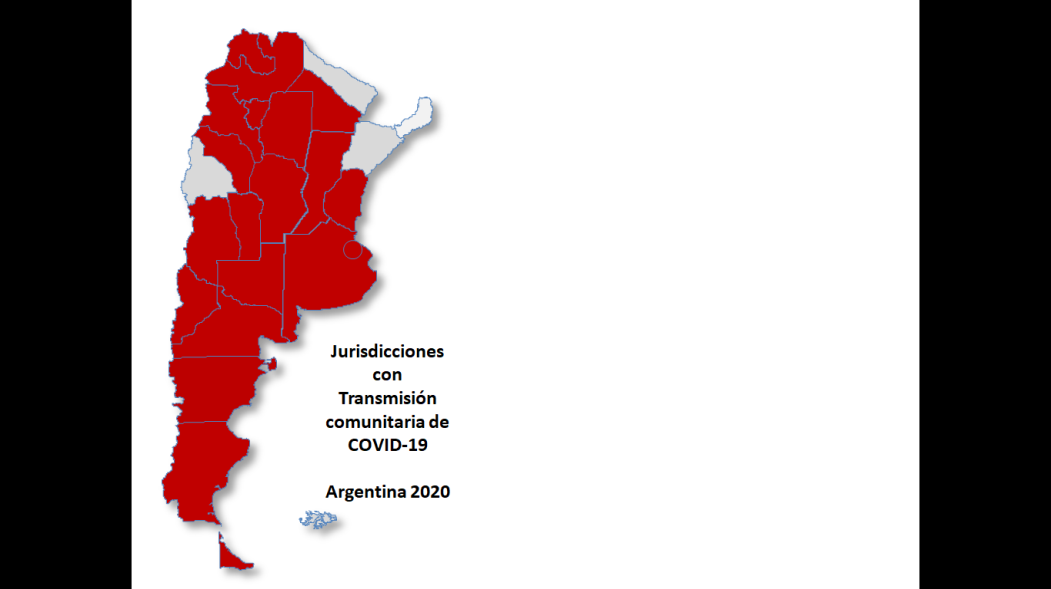 Jurisdicciones
con
Transmisión
comunitaria de
COVID-19
Argentina 2020